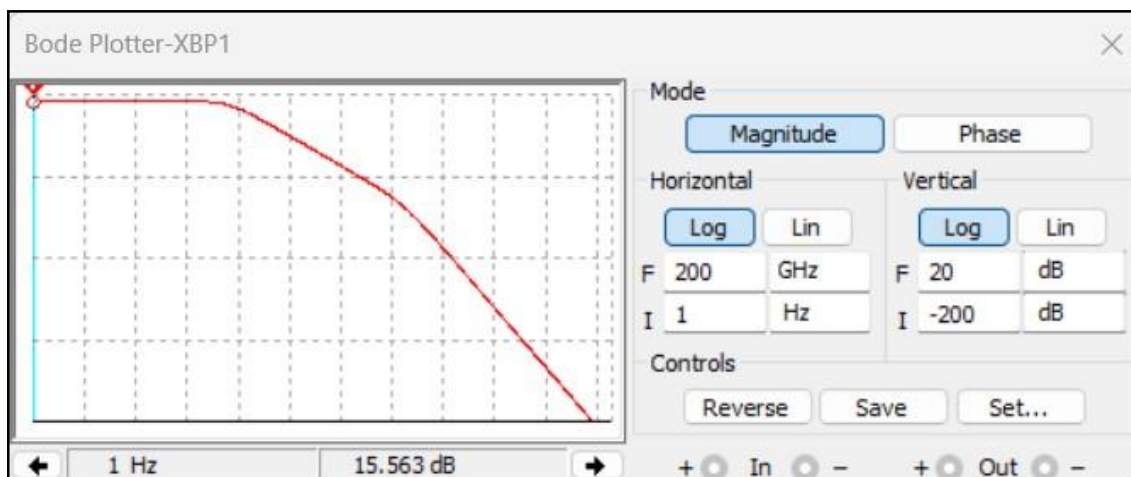 Bode Plotter-XBP1
Mode
Magnitude Phase
Horizontal Vertical
Log Lin Log Lin
F 200 GHz F 20 dB
I 1 Hz I -200 dB
Controls
Reverse Save Set...
1 Hz 15.563 dB + In - + Out -